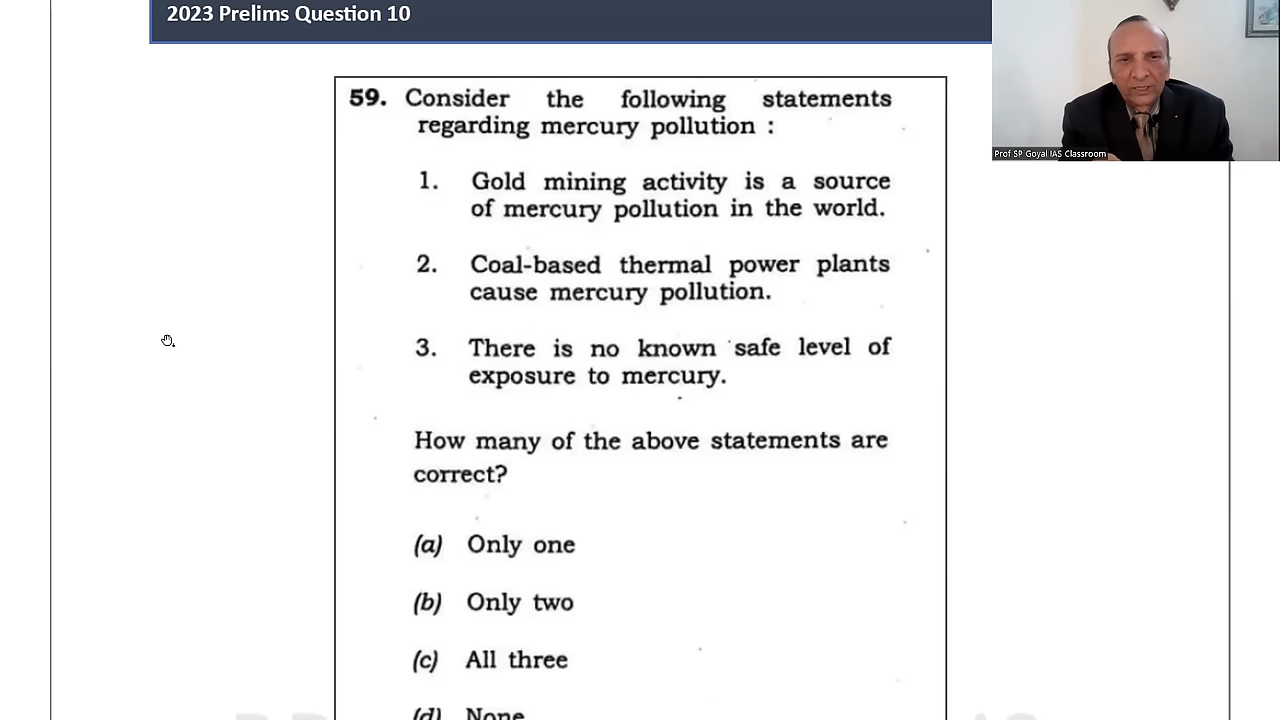 2023 Prelims Question 10
Prof SP Goyal IAS Classroom
59. Consider the following statements
regarding mercury pollution :
1. Gold mining activity is a source
of mercury pollution in the world.
2. Coal-based thermal power plants
cause mercury pollution.
3. There is no known safe level of
exposure to mercury.
How many of the above statements are
correct?
(a) Only one
(b) Only two
(c) All three
(d) None